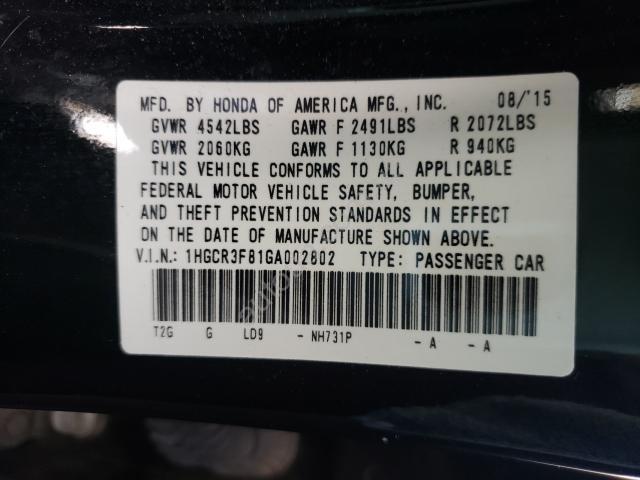 MFD. BY HONDA OF AMERICA MFG., INC. 08/'15
GVWR 4542LBS GAWR F 2491LBS R 2072LBS
GVWR 2060KG GAWR F 1130KG R 940KG
THIS VEHICLE CONFORMS TO ALL APPLICABLE
FEDERAL MOTOR VEHICLE SAFETY, BUMPER,
AND THEFT PREVENTION STANDARDS IN EFFECT
ON THE DATE OF MANUFACTURE SHOWN ABOVE.
V.I.N.: 1HGCR3F81GA002802 TYPE: PASSENGER CAR
T2G G LD9 - NH731P - A - A